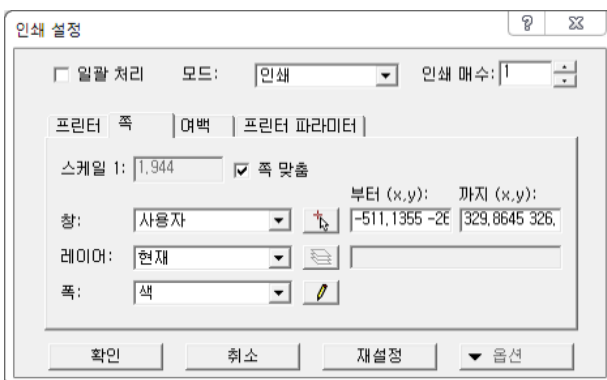 인쇄 설정
일괄 처리 모드: 인쇄 인쇄 매수: 1
프린터 쪽 여백 프린터 파라미터
스케일 1: 1,944 쪽 맞춤
부터 (x,y): 까지 (x,y):
창: 사용자 -511,1355 -26 329,8645 326,
레이어: 현재
폭: 색
확인 취소 재설정 옵션